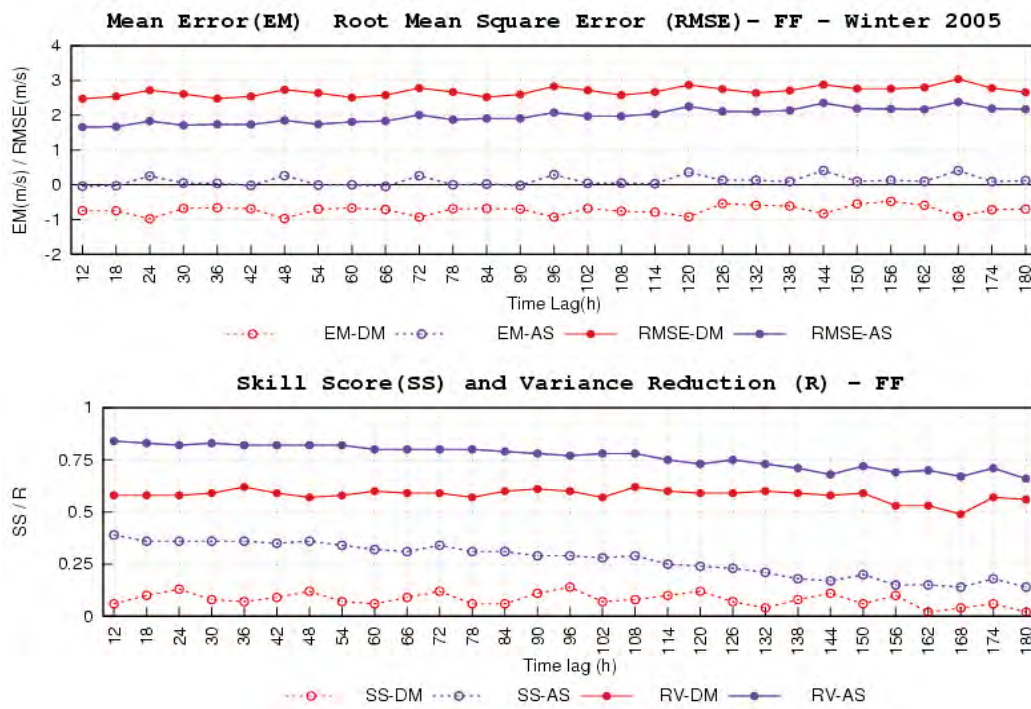 Mean Error(EM) Root Mean Square Error (RMSE)- FF - Winter 2005
4
3
2
1
0
-1
-2
EM(m/s) / RMSE(m/s)
12 18 24 30 36 42 48 54 60 66 72 78 84 90 96 102 108 114 120 126 132 138 144 150 156 162 168 174 180
Time Lag(h)
EM-DM EM-AS RMSE-DM RMSE-AS
Skill Score(SS) and Variance Reduction (R) - FF
1
0.75
0.5
0.25
0
SS / R
12 18 24 30 36 42 48 54 60 66 72 78 84 90 96 102 108 114 120 126 132 138 144 150 156 162 168 174 180
Time lag (h)
SS-DM SS-AS RV-DM RV-AS